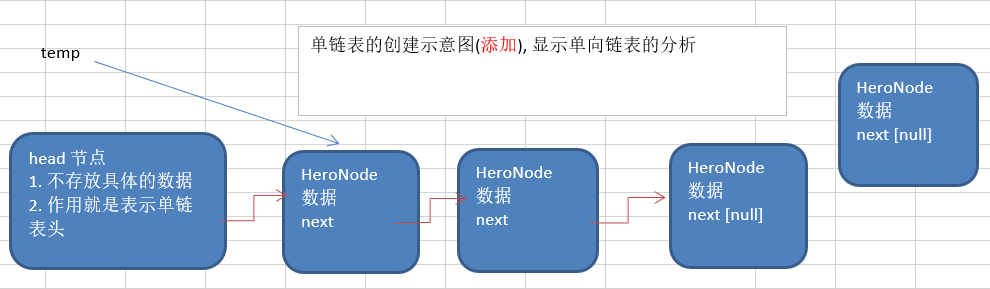 单链表的创建示意图(添加), 显示单向链表的分析
temp
head 节点
1. 不存放具体的数据
2. 作用就是表示单链
表头
HeroNode
数据
next
HeroNode
数据
next
HeroNode
数据
next [null]
HeroNode
数据
next [null]